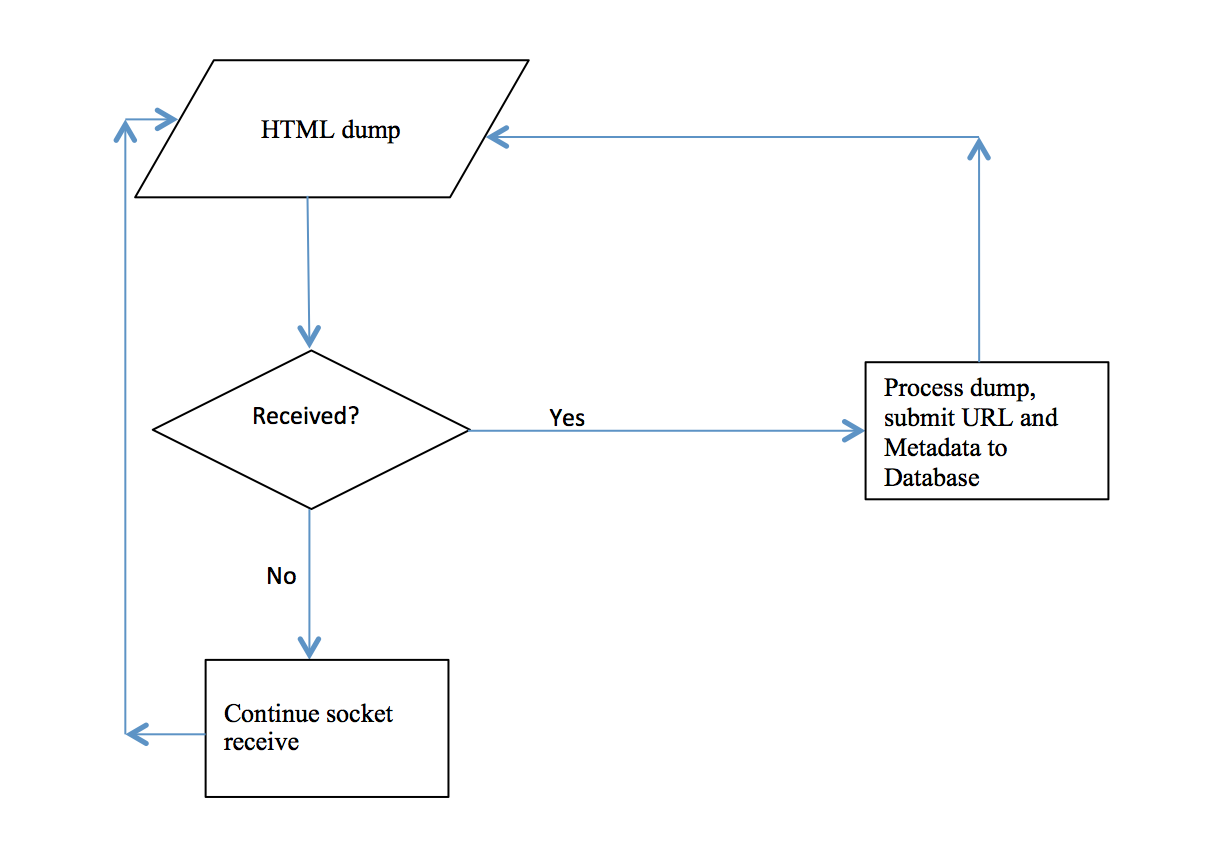 HTML dump
Received?
Yes
Process dump,
submit URL and
Metadata to
Database
No
Continue socket
receive